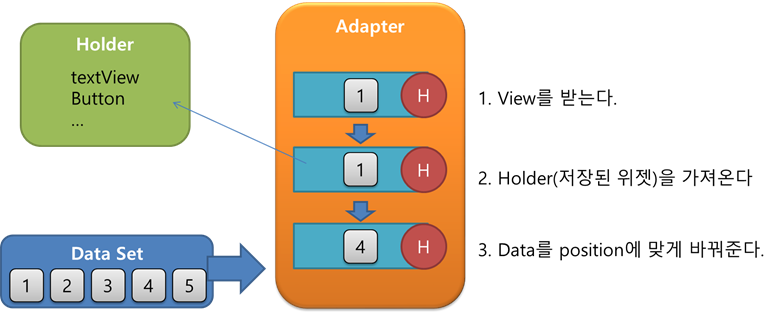 Holder
textView
Button
...
Adapter
1 H
1 H
4 H
1. View를 받는다.
2. Holder(저장된 위젯)을 가져온다
3. Data를 position에 맞게 바꿔준다.
Data Set
1 2 3 4 5